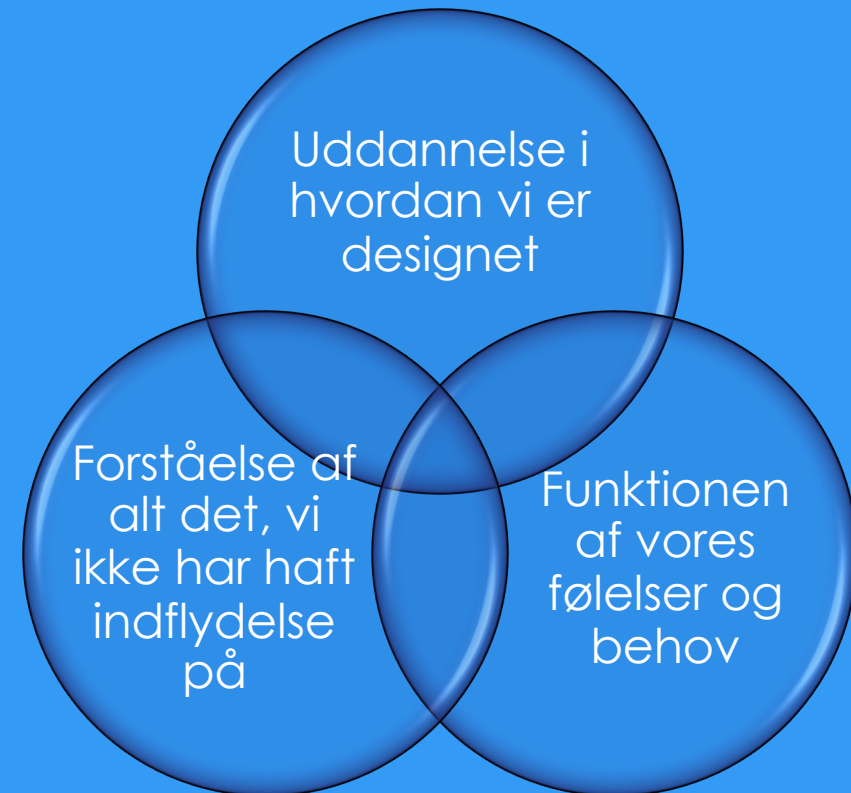 Uddannelse i
hvordan vi er
designet
Forståelse af
alt det, vi
ikke har haft
indflydelse
på
Funktionen
af vores
følelser og
behov